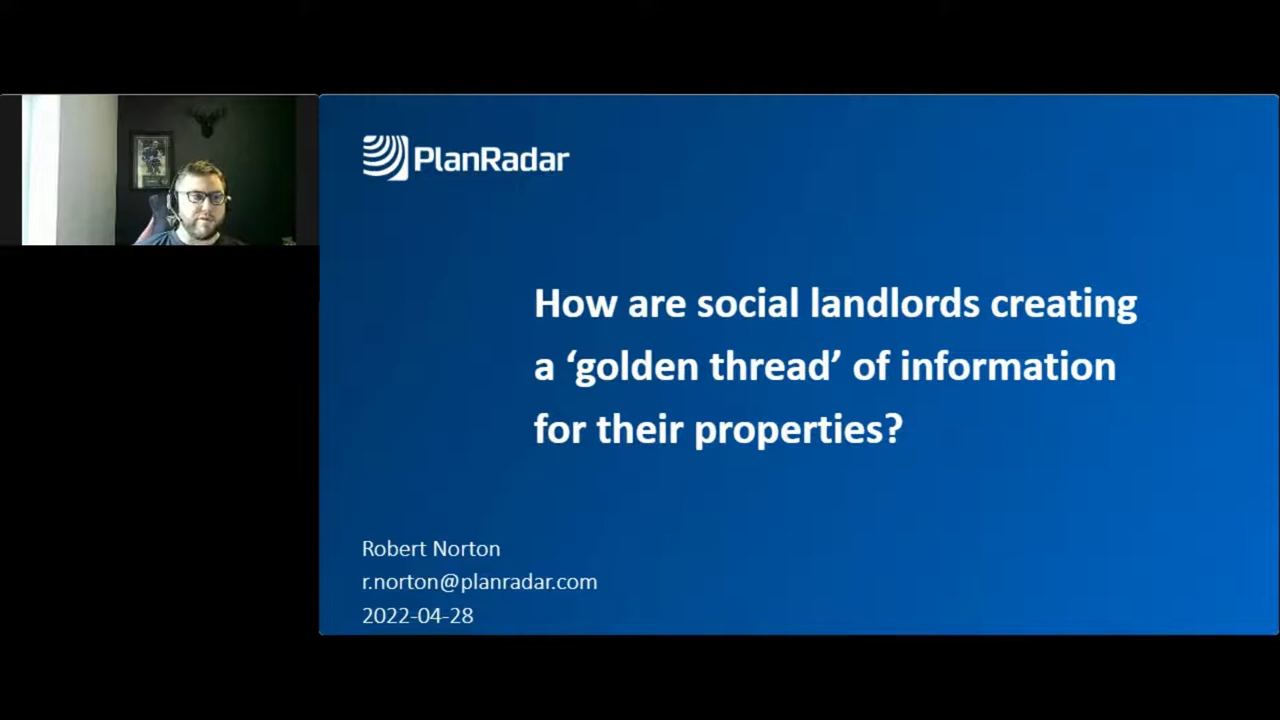 PlanRadar
How are social landlords creating
a ‘golden thread’ of information
for their properties?
Robert Norton
r.norton@planradar.com
2022-04-28